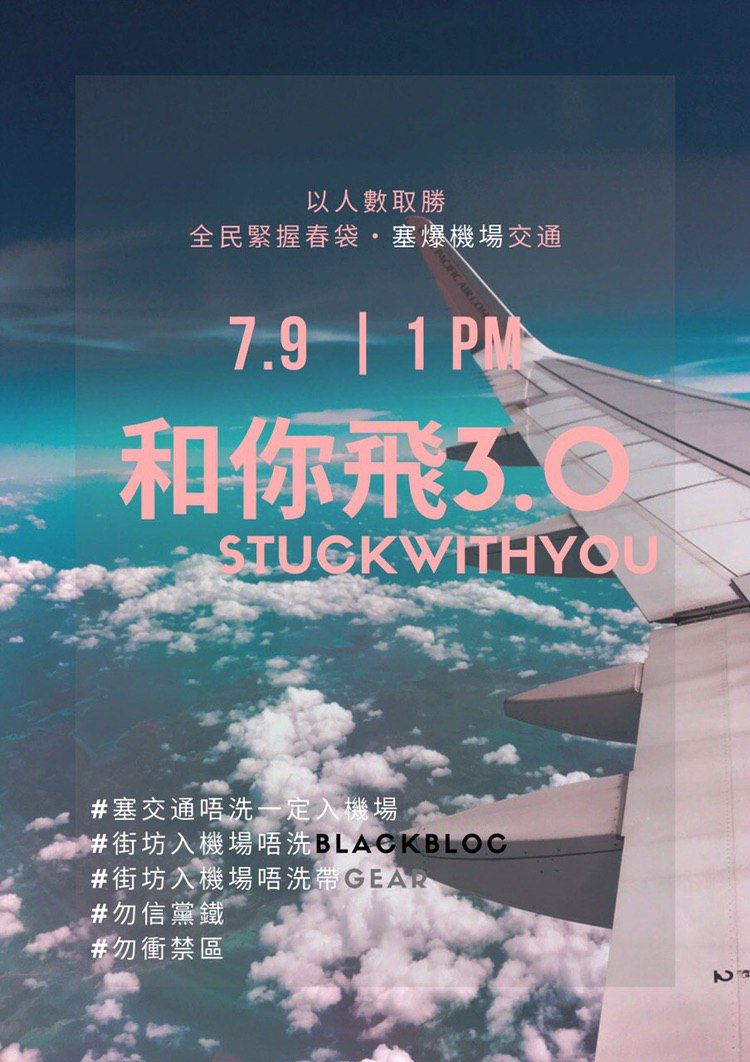 以人數取勝
全民緊握春袋・塞爆機場交通
7.9 | 1 PM
和你飛3.0
STUCKWITHYOU
#塞交通唔洗一定入機場
#街坊入機場唔洗BLACKBLOC
#街坊入機場唔洗帶GEAR
#勿信黨鐵
#勿衝禁區